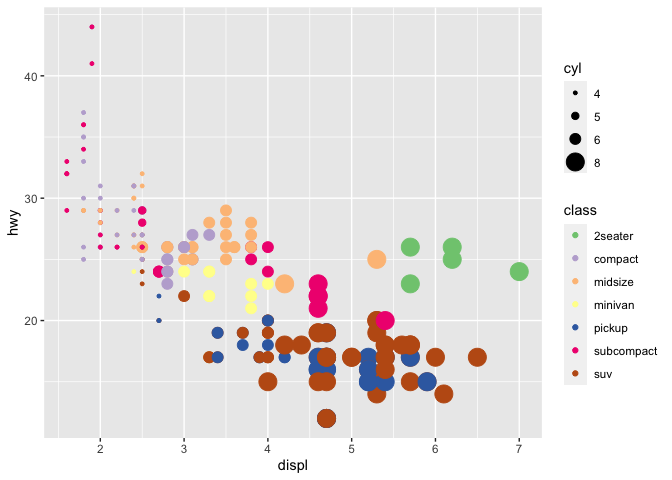 hwy
40
30
20
2
3
4
5
6
7
displ
cyl
4
5
6
8
class
2seater
compact
midsize
minivan
pickup
subcompact
suv